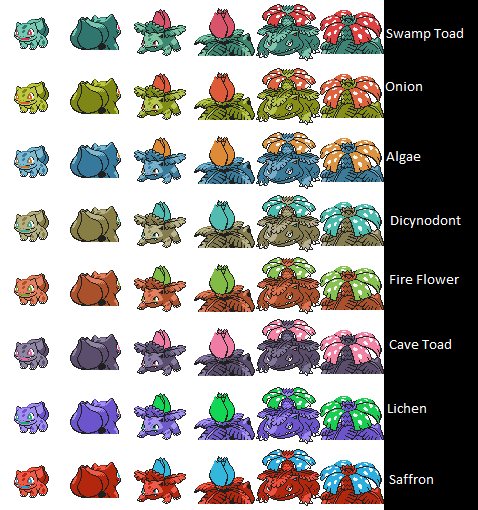 Swamp Toad
Onion
Algae
Dicynodont
Fire Flower
Cave Toad
Lichen
Saffron